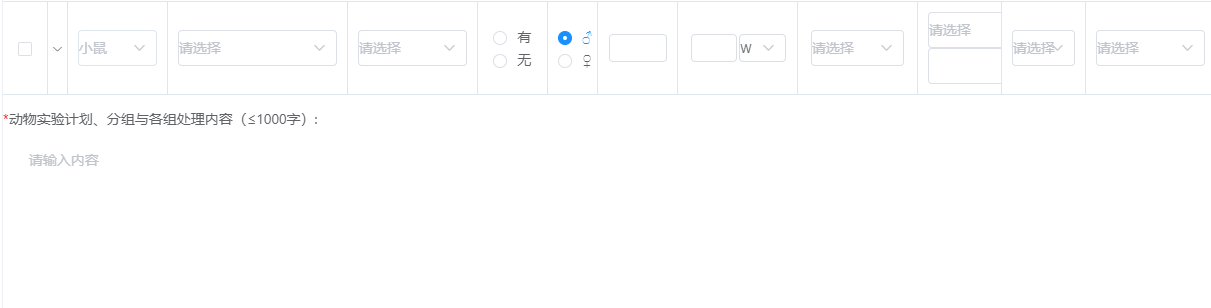 小鼠
请选择
请选择
有
无
♂
♀
W
请选择
请选择
请选择
请选择
*动物实验计划、分组与各组处理内容（≤1000字）:
请输入内容